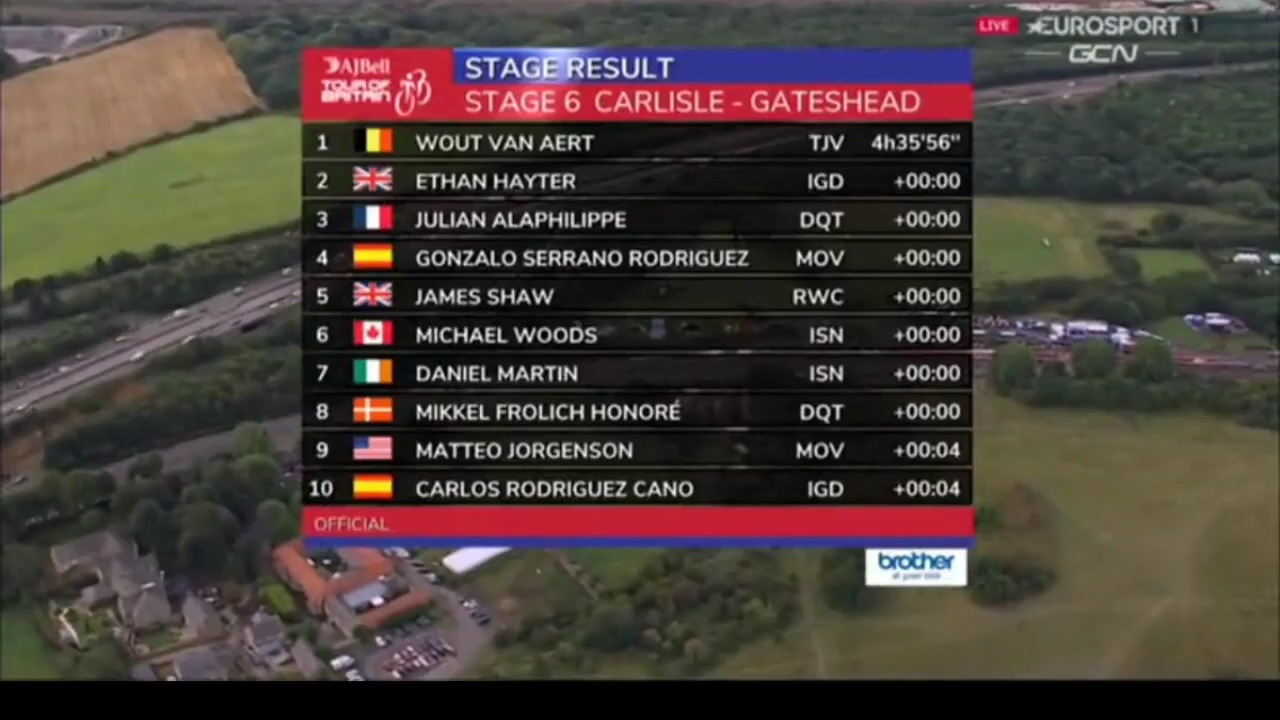 LIVE EUROSPORT 1
GCN
AJBell
TOUR OF
BRITAIN
STAGE RESULT
STAGE 6 CARLISLE - GATESHEAD
1 WOUT VAN AERT TJV 4h35'56"
2 ETHAN HAYTER IGD +00:00
3 JULIAN ALAPHILIPPE DQT +00:00
4 GONZALO SERRANO RODRIGUEZ MOV +00:00
5 JAMES SHAW RWC +00:00
6 MICHAEL WOODS ISN +00:00
7 DANIEL MARTIN ISN +00:00
8 MIKKEL FROLICH HONORÉ DQT +00:00
9 MATTEO JORGENSON MOV +00:04
10 CARLOS RODRIGUEZ CANO IGD +00:04
OFFICIAL
brother